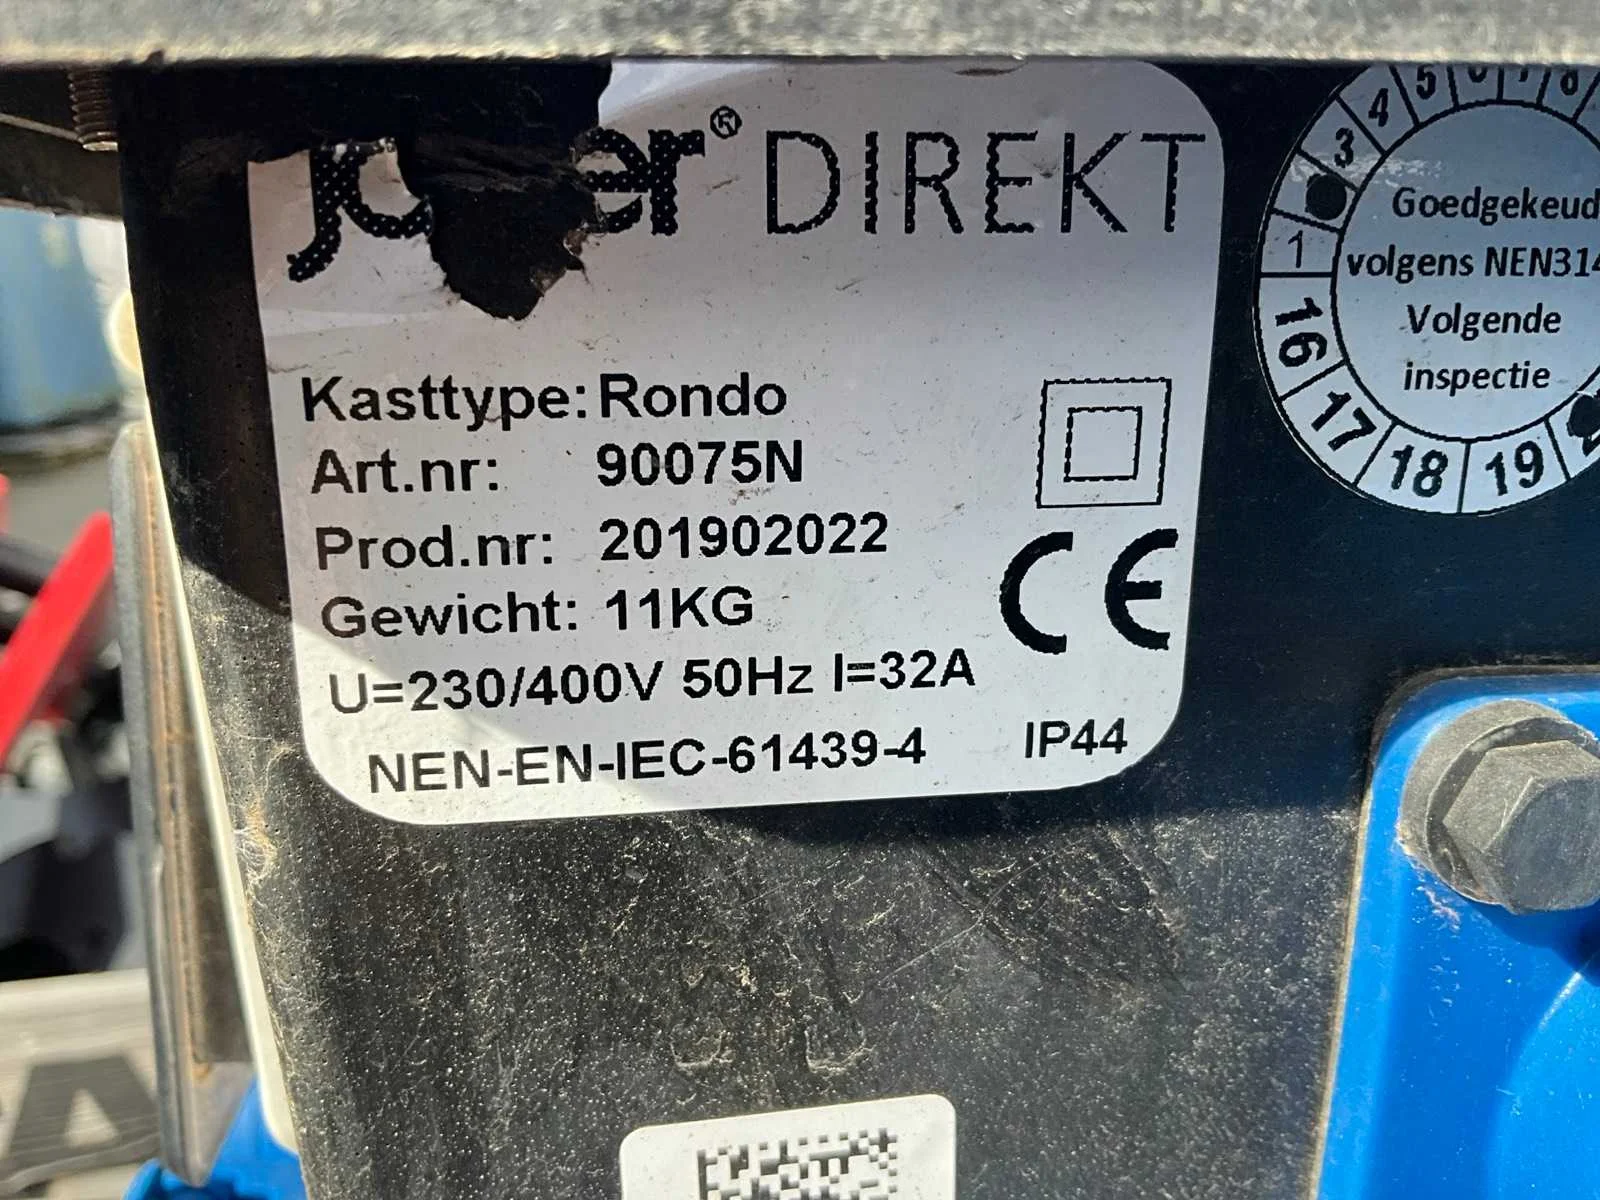 DIREKT
Kasttype: Rondo
Art.nr: 90075N
Prod.nr: 201902022
Gewicht: 11KG
U=230/400V 50Hz I=32A
NEN-EN-IEC-61439-4 IP44
CE
1 3 4 5
Goedgekeud
volgens
Volgende
inspectie
16 17 18 19